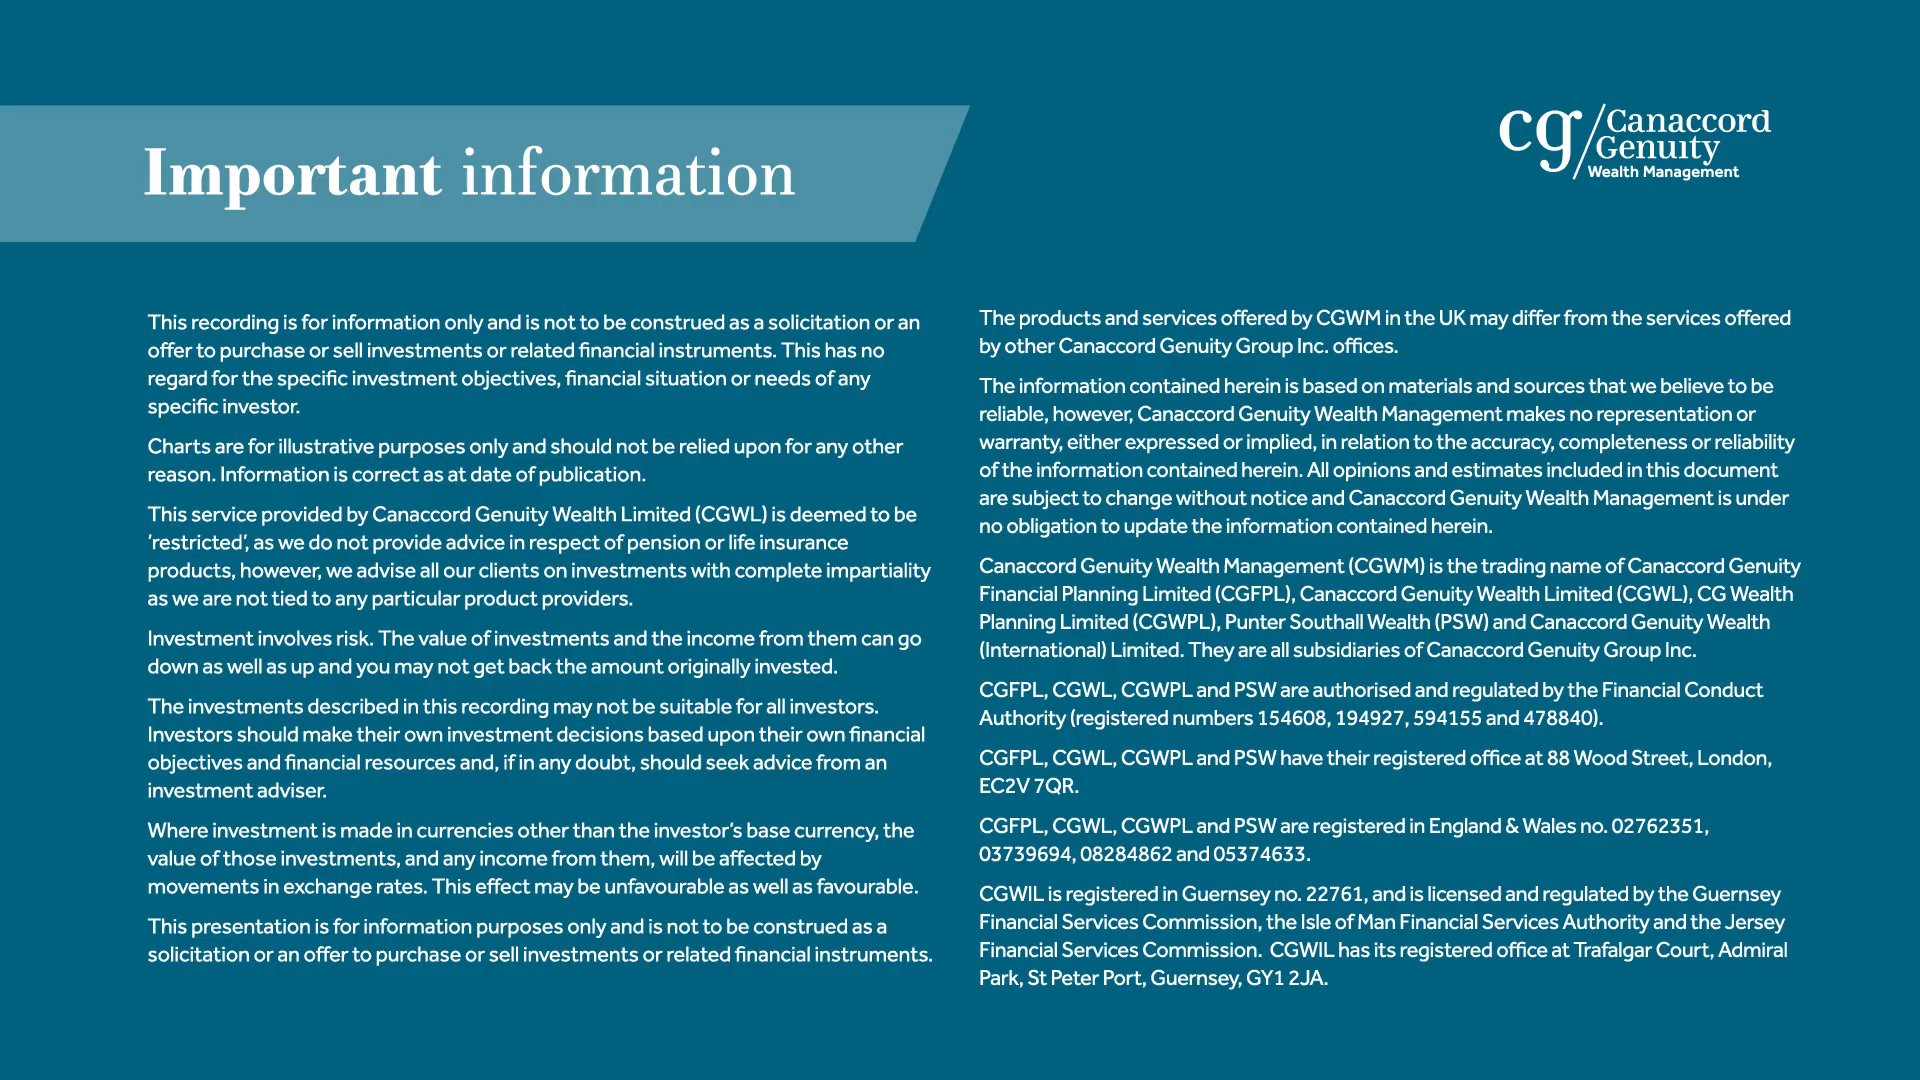 Important information
cg/Canaccord
Genuity
Wealth Management
This recording is for information only and is not to be construed as a solicitation or an
offer to purchase or sell investments or related financial instruments. This has no
regard for the specific investment objectives, financial situation or needs of any
specific investor.
Charts are for illustrative purposes only and should not be relied upon for any other
reason. Information is correct as at date of publication.
This service provided by Canaccord Genuity Wealth Limited (CGWL) is deemed to be
‘restricted’, as we do not provide advice in respect of pension or life insurance
products, however, we advise all our clients on investments with complete impartiality
as we are not tied to any particular product providers.
Investment involves risk. The value of investments and the income from them can go
down as well as up and you may not get back the amount originally invested.
The investments described in this recording may not be suitable for all investors.
Investors should make their own investment decisions based upon their own financial
objectives and financial resources and, if in any doubt, should seek advice from an
investment adviser.
Where investment is made in currencies other than the investor’s base currency, the
value of those investments, and any income from them, will be affected by
movements in exchange rates. This effect may be unfavourable as well as favourable.
This presentation is for information purposes only and is not to be construed as a
solicitation or an offer to purchase or sell investments or related financial instruments.
The products and services offered by CGWM in the UK may differ from the services offered
by other Canaccord Genuity Group Inc. offices.
The information contained herein is based on materials and sources that we believe to be
reliable, however, Canaccord Genuity Wealth Management makes no representation or
warranty, either expressed or implied, in relation to the accuracy, completeness or reliability
of the information contained herein. All opinions and estimates included in this document
are subject to change without notice and Canaccord Genuity Wealth Management is under
no obligation to update the information contained herein.
Canaccord Genuity Wealth Management (CGWM) is the trading name of Canaccord Genuity
Financial Planning Limited (CGFPL), Canaccord Genuity Wealth Limited (CGWL), CG Wealth
Planning Limited (CGWPL), Punter Southall Wealth (PSW) and Canaccord Genuity Wealth
(International) Limited. They are all subsidiaries of Canaccord Genuity Group Inc.
CGFPL, CGWL, CGWPL and PSW are authorised and regulated by the Financial Conduct
Authority (registered numbers 154608, 194927, 594155 and 478840).
CGFPL, CGWL, CGWPL and PSW have their registered office at 88 Wood Street, London,
EC2V 7QR.
CGFPL, CGWL, CGWPL and PSW are registered in England & Wales no. 02762351,
03739694, 08284862 and 05374633.
CGWIL is registered in Guernsey no. 22761, and is licensed and regulated by the Guernsey
Financial Services Commission, the Isle of Man Financial Services Authority and the Jersey
Financial Services Commission.  CGWIL has its registered office at Trafalgar Court, Admiral
Park, St Peter Port, Guernsey, GY1 2JA.